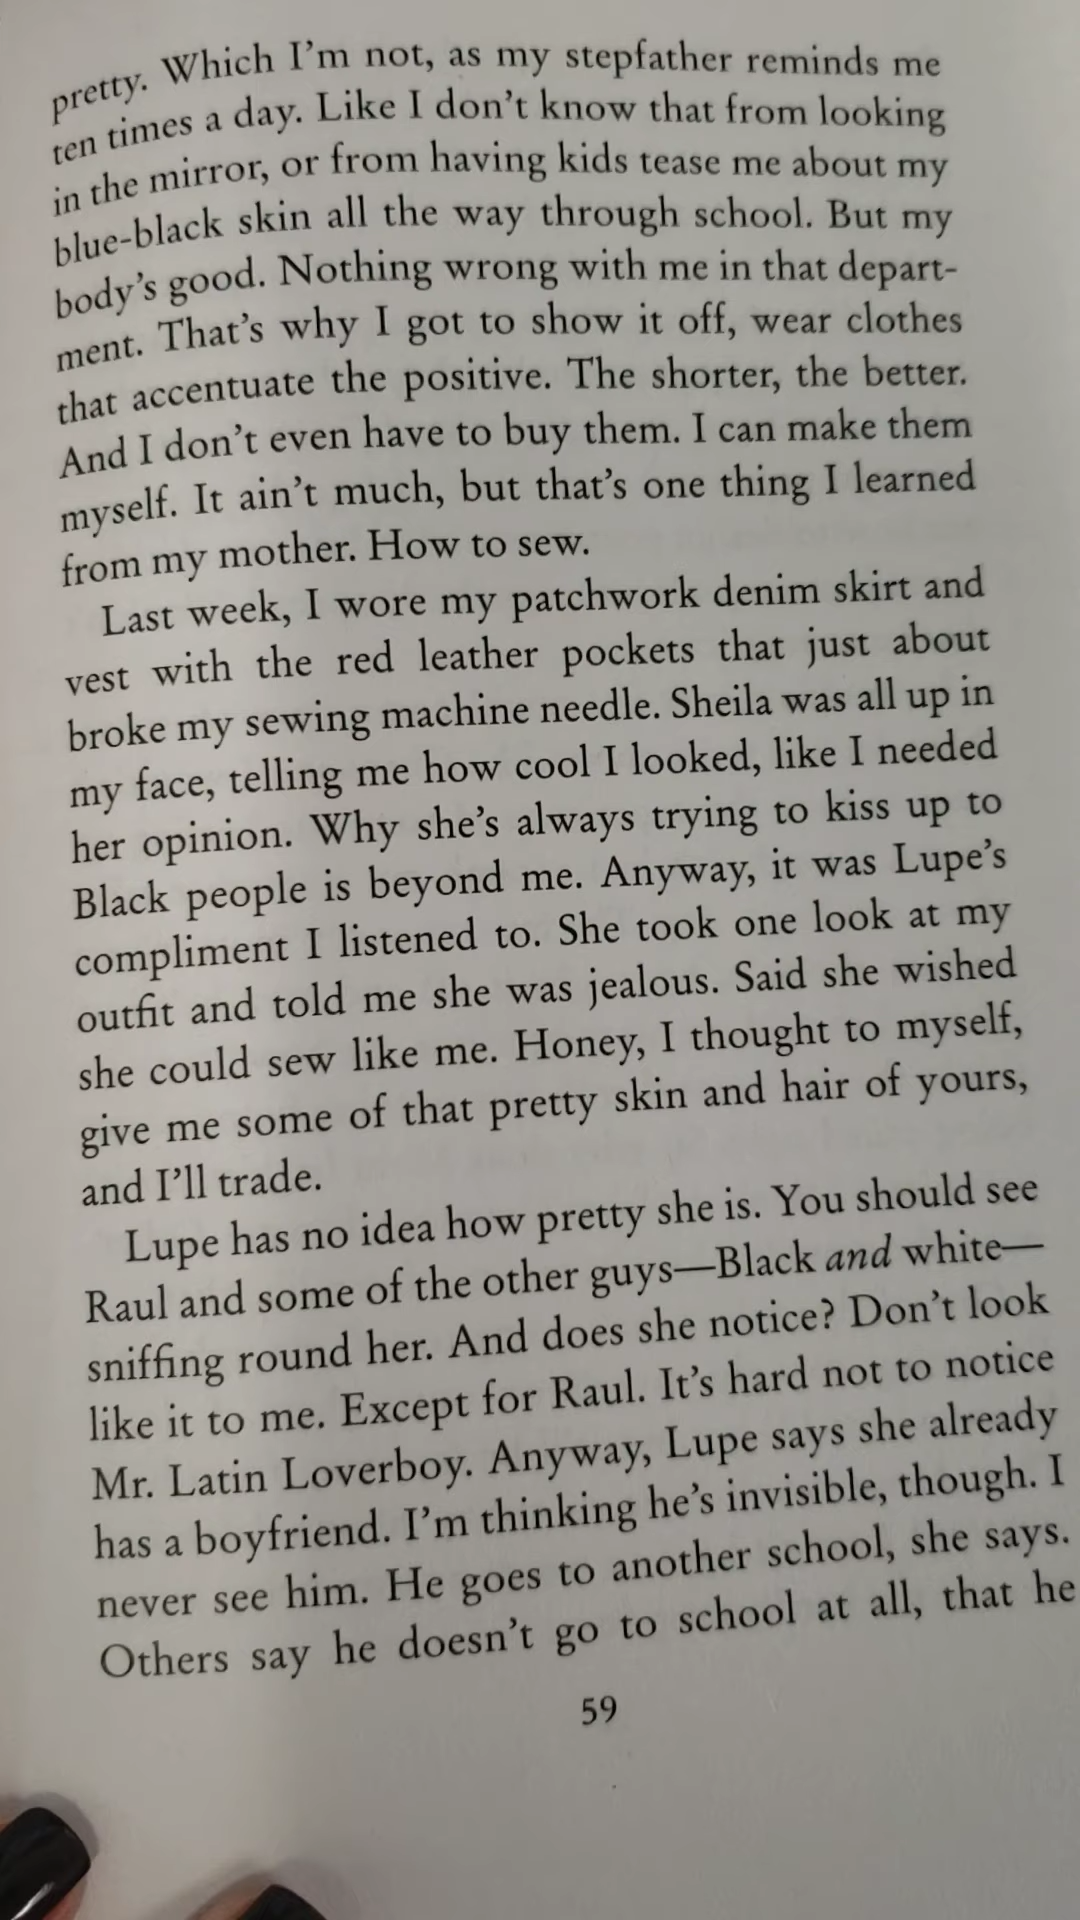 pretty. Which I'm not, as my stepfather reminds me
ten times a day. Like I don't know that from looking
in the mirror, or from having kids tease me about my
blue-black skin all the way through school. But my
body's good. Nothing wrong with me in that depart-
ment. That's why I got to show it off, wear clothes
that accentuate the positive. The shorter, the better.
And I don't even have to buy them. I can make them
myself. It ain't much, but that's one thing I learned
from my mother. How to sew.
Last week, I wore my patchwork denim skirt and
vest with the red leather pockets that just about
broke my sewing machine needle. Sheila was all up in
my face, telling me how cool I looked, like I needed
her opinion. Why she's always trying to kiss up to
Black people is beyond me. Anyway, it was Lupe's
compliment I listened to. She took one look at my
outfit and told me she was jealous. Said she wished
she could sew like me. Honey, I thought to myself,
give me some of that pretty skin and hair of yours,
and I'll trade.
Lupe has no idea how pretty she is. You should see
Raul and some of the other guys—Black and white—
sniffing round her. And does she notice? Don't look
like it to me. Except for Raul. It's hard not to notice
Mr. Latin Loverboy. Anyway, Lupe says she already
has a boyfriend. I'm thinking he's invisible, though. I
never see him. He goes to another school, she says.
Others say he doesn't go to school at all, that he
59